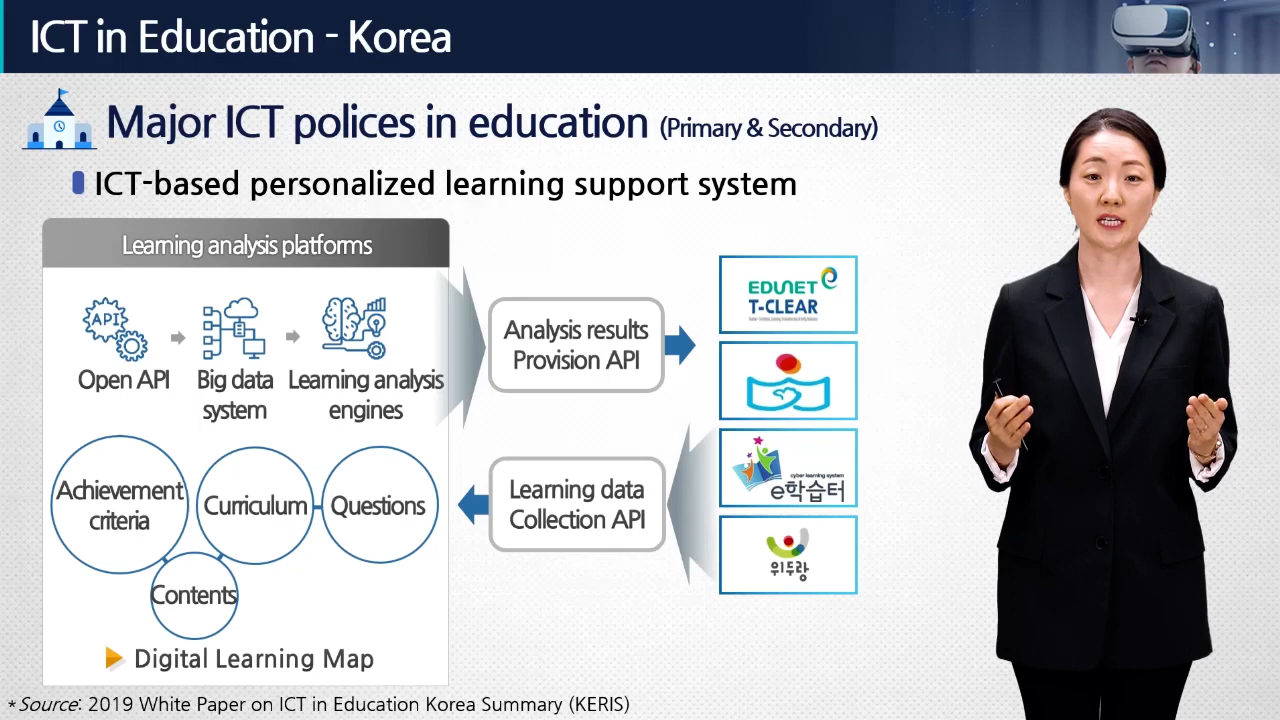 ICT in Education - Korea
Major ICT polices in education (Primary & Secondary)
ICT-based personalized learning support system
Learning analysis platforms
API
Open API
Big data
system
Learning analysis
engines
Achievement
criteria
Curriculum
Questions
Contents
Digital Learning Map
Analysis results
Provision API
Learning data
Collection API
EDUNET
T-CLEAR
cyber learning system
e학습터
위두랑
*Source: 2019 White Paper on ICT in Education Korea Summary (KERIS)